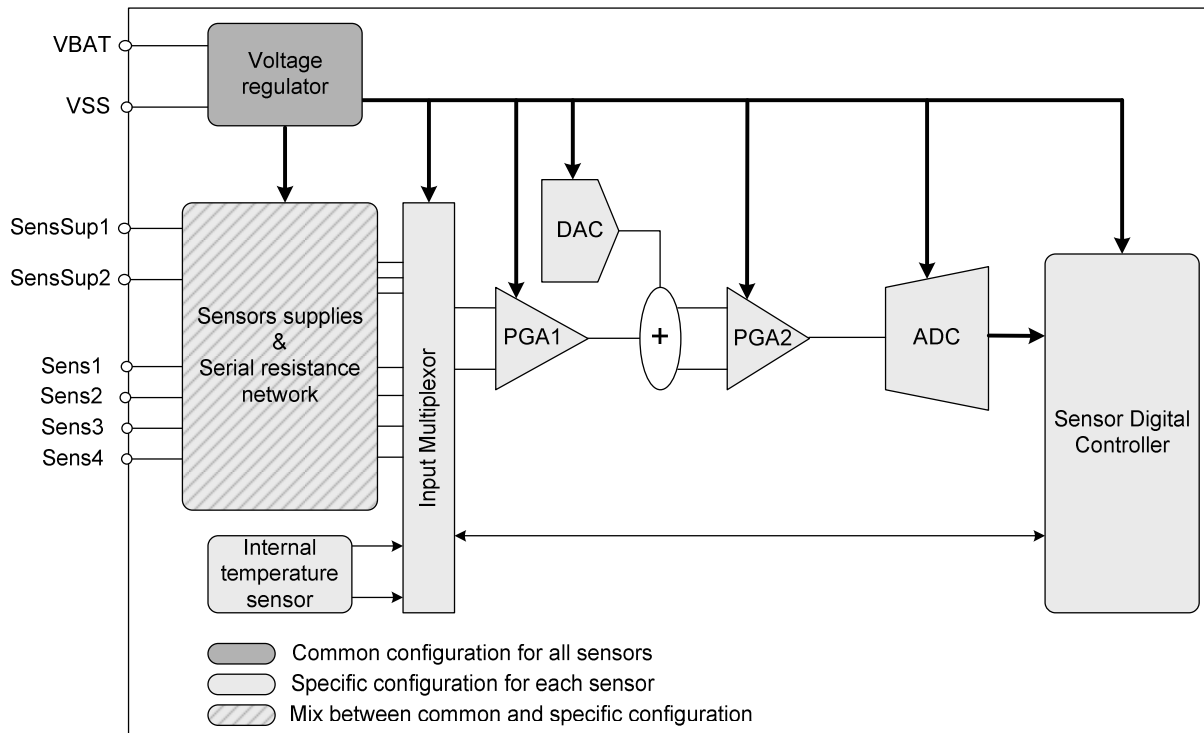 VBAT
VSS
Voltage
regulator
SensSup1
SensSup2
Sens1
Sens2
Sens3
Sens4
Sensors supplies
&
Serial resistance
network
Input Multiplexor
PGA1
DAC
+
PGA2
ADC
Sensor Digital
Controller
Internal
temperature
sensor
Common configuration for all sensors
Specific configuration for each sensor
Mix between common and specific configuration